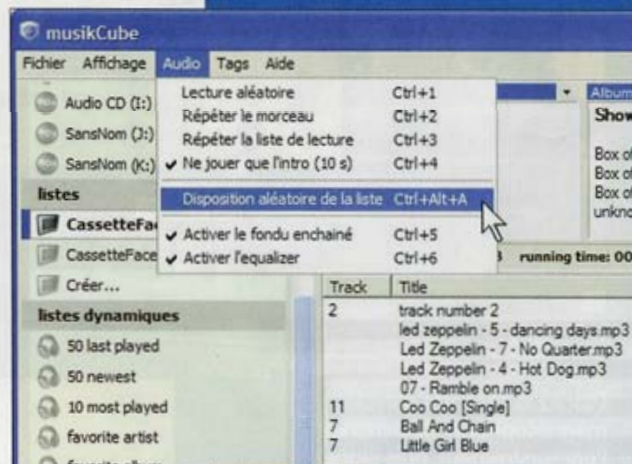 musikCube
Fichier Affichage Audio Tags Aide
Audio CD (I:)
SansNom (J:)
SansNom (K:)
listes
CassetteFa
CassetteFace
Créer...
listes dynamiques
50 last played
50 newest
10 most played
favorite artist
Lecture aléatoire Ctrl+1
Répéter le morceau Ctrl+2
Répéter la liste de lecture Ctrl+3
✓ Ne jouer que l'intro (10 s) Ctrl+4
Disposition aléatoire de la liste Ctrl+Alt+A
✓ Activer le fondu enchainé Ctrl+5
✓ Activer l'equalizer Ctrl+6
Album
Show
Box of
Box of
Box of
unkno
running time: 00
Track Title
2 track number 2
led zeppelin - 5 - dancing days.mp3
Led Zeppelin - 7 - No Quarter.mp3
Led Zeppelin - 4 - Hot Dog.mp3
07 - Ramble on.mp3
11 Coo Coo [Single]
7 Ball And Chain
7 Little Girl Blue